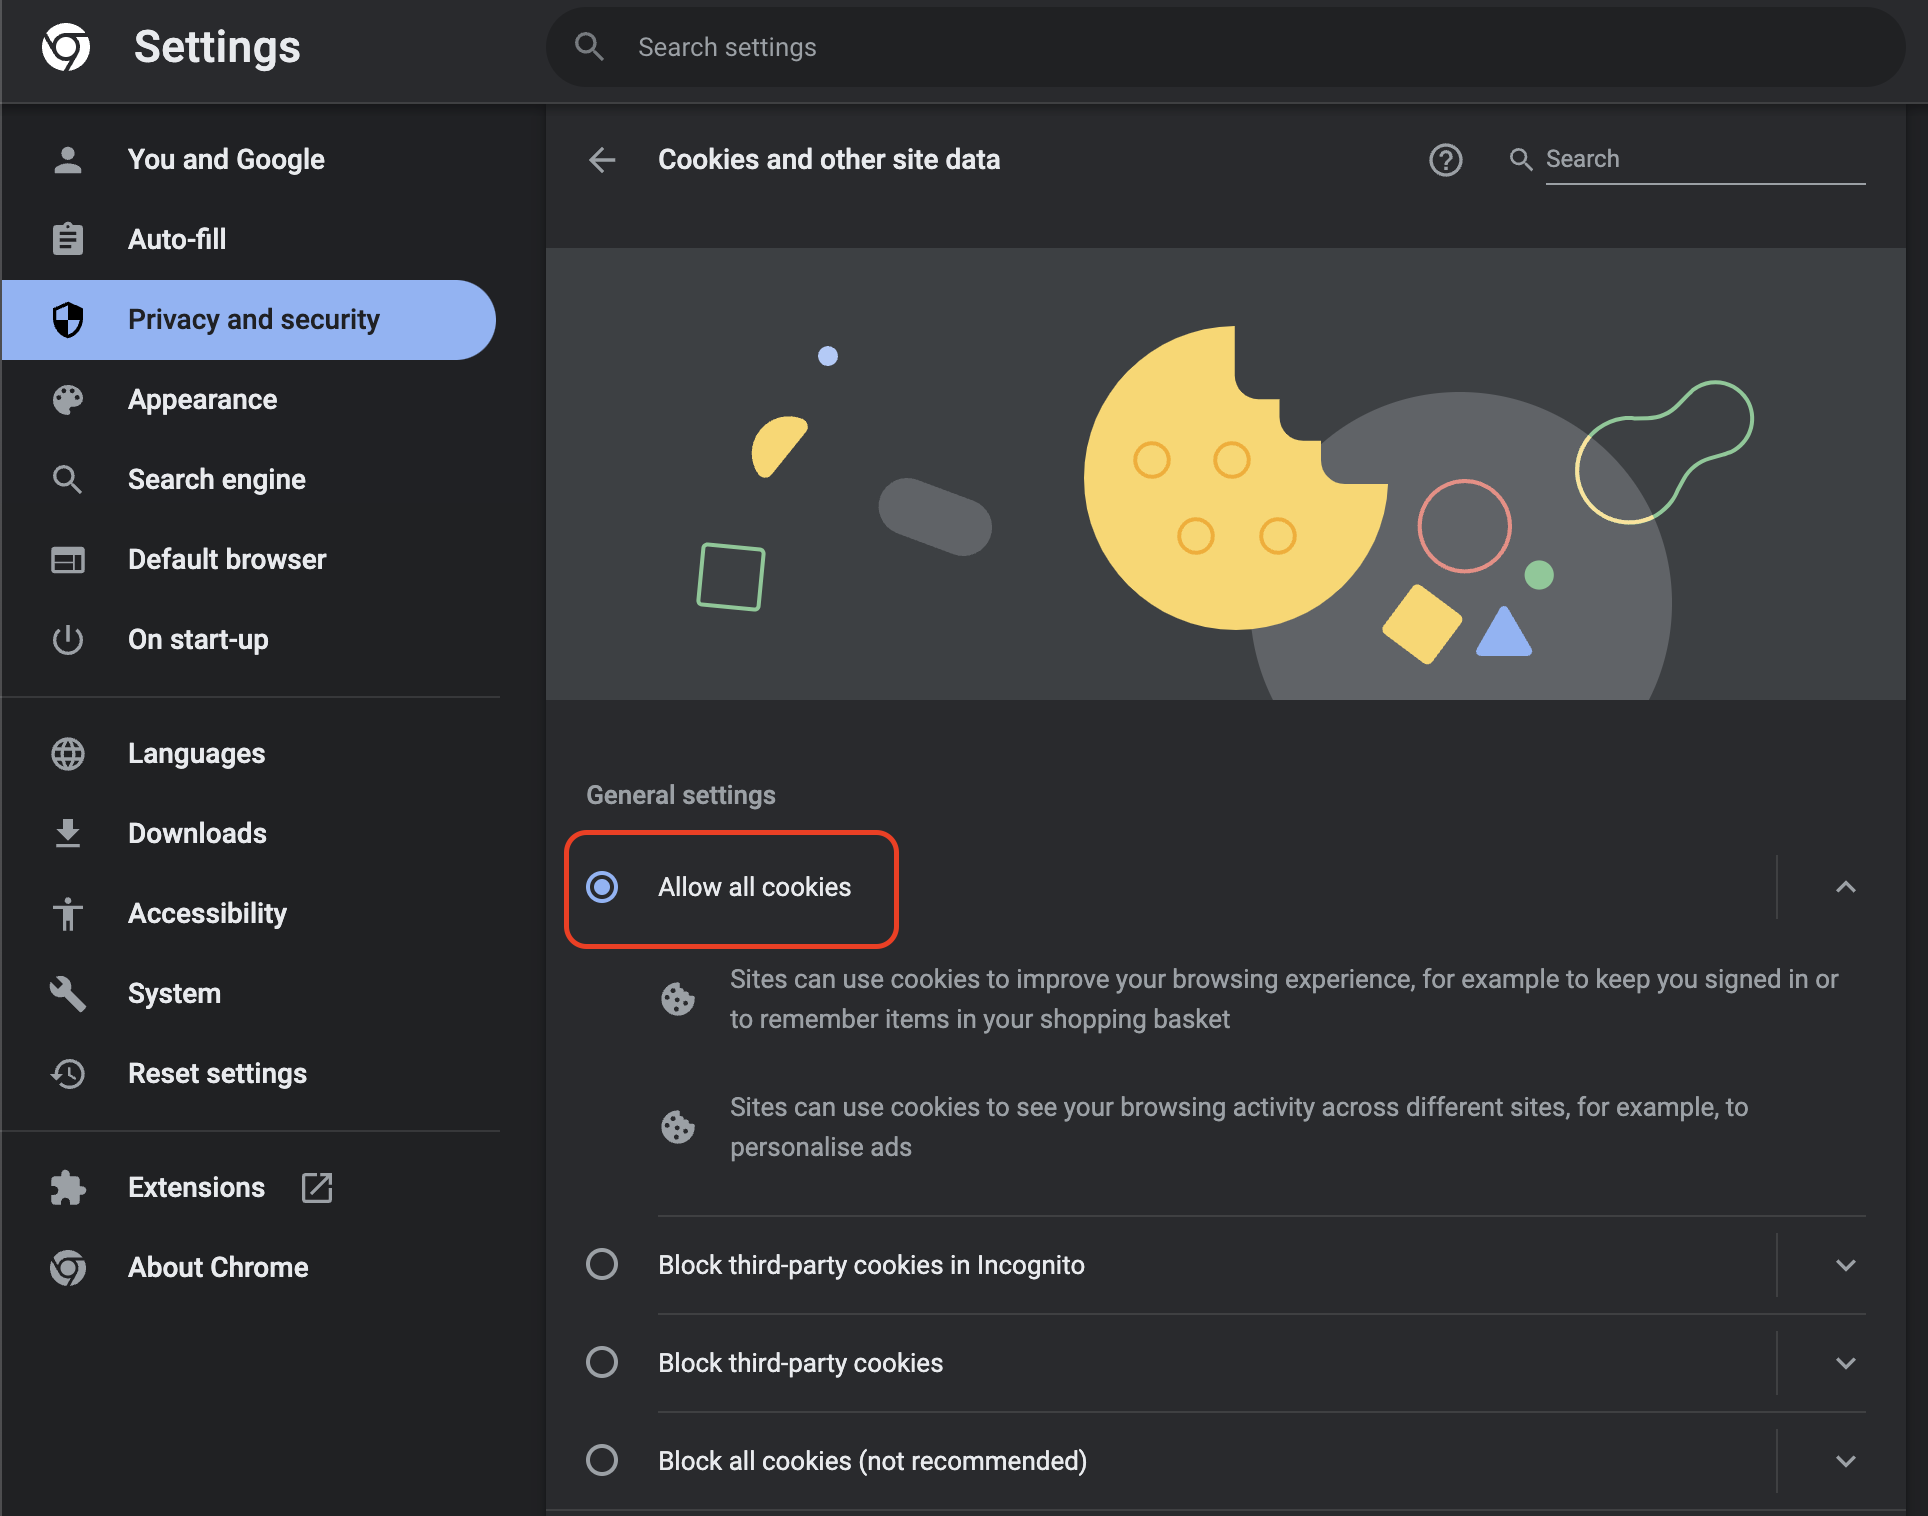 Settings
Search settings
You and Google
Auto-fill
Privacy and security
Appearance
Search engine
Default browser
On start-up
Languages
Downloads
Accessibility
System
Reset settings
Extensions
About Chrome
Cookies and other site data
Search
General settings
Allow all cookies
Sites can use cookies to improve your browsing experience, for example to keep you signed in or
to remember items in your shopping basket
Sites can use cookies to see your browsing activity across different sites, for example, to
personalise ads
Block third-party cookies in Incognito
Block third-party cookies
Block all cookies (not recommended)